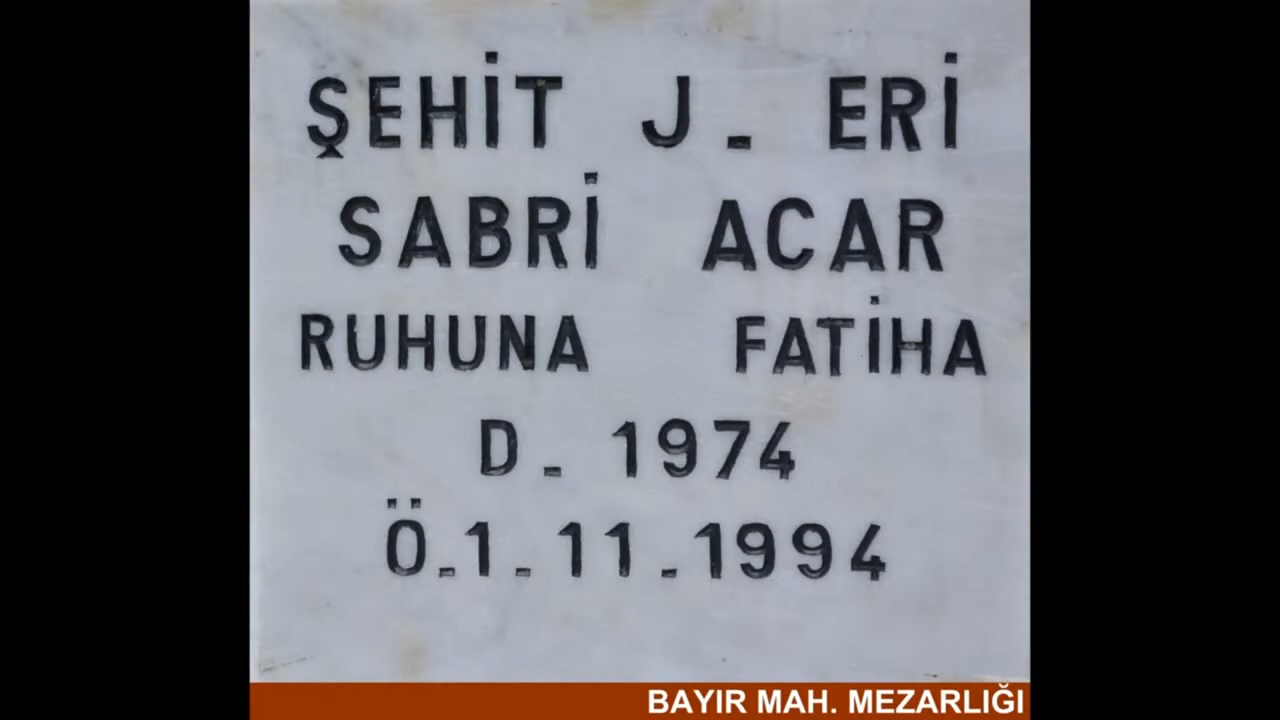 ŞEHİT J. ERİ
SABRİ ACAR
RUHUNA FATİHA
D. 1974
Ö.1.11.1994
BAYIR MAH. MEZARLIĞI